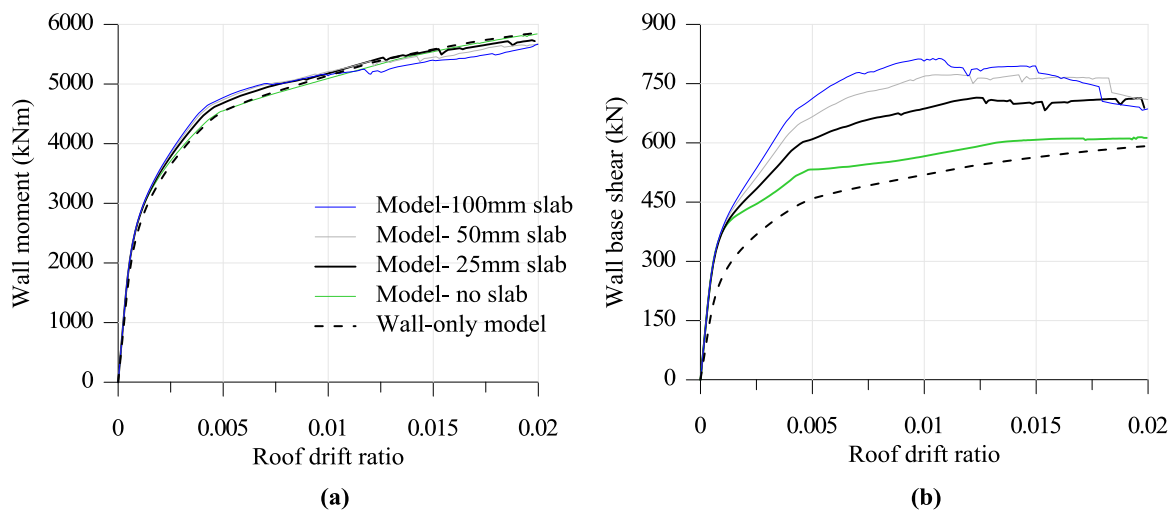 6000
5000
4000
3000
2000
1000
0
Wall moment (kNm)
Model-100mm slab
Model- 50mm slab
Model- 25mm slab
Model- no slab
Wall-only model
0 0.005 0.01 0.015 0.02
Roof drift ratio
(a)
900
750
600
450
300
150
0
Wall base shear (kN)
0 0.005 0.01 0.015 0.02
Roof drift ratio
(b)